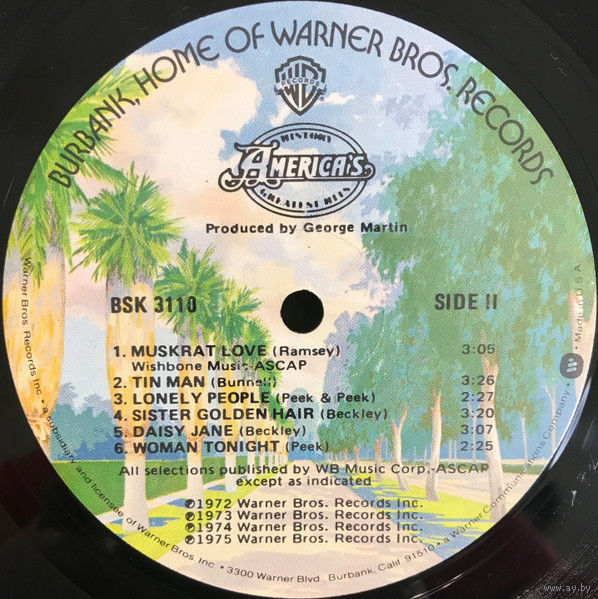 BURBANK, HOME OF WARNER BROS. RECORDS
WB
RECORDS
HISTORY
AMERICA'S
GREATEST HITS
Produced by George Martin
BSK 3110
SIDE II
1. MUSKRAT LOVE (Ramsey) 3:05
Wishbone Music-ASCAP
2. TIN MAN (Bunnell) 3:26
3. LONELY PEOPLE (Peek & Peek) 2:27
4. SISTER GOLDEN HAIR (Beckley) 3:20
5. DAISY JANE (Beckley) 3:07
6. WOMAN TONIGHT (Peek) 2:25
All selections published by WB Music Corp.-ASCAP
except as indicated
℗1972 Warner Bros. Records Inc.
℗1973 Warner Bros. Records Inc.
℗1974 Warner Bros. Records Inc.
℗1975 Warner Bros. Records Inc.
Warner Bros. Records Inc. • a Subsidiary and licensee of Warner Bros. Inc. • 3300 Warner Blvd., Burbank, Calif. 91510 • a Warner Communications Company • Made in U.S.A.
www.ay.by